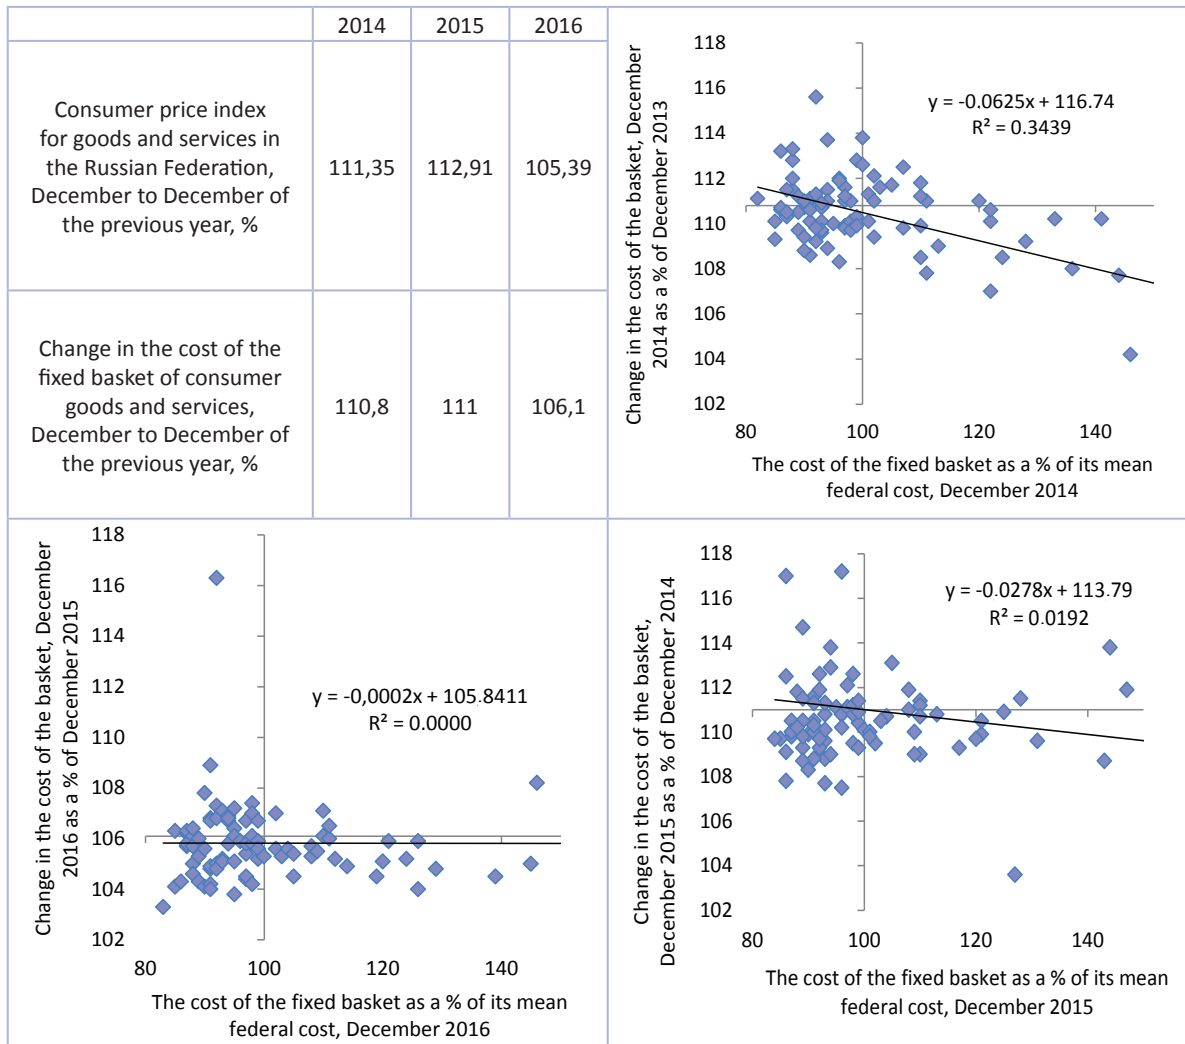 2014 2015 2016
Consumer price index
for goods and services in
the Russian Federation,
December to December of
the previous year, %
111,35 112,91 105,39
Change in the cost of the
fixed basket of consumer
goods and services,
December to December of
the previous year, %
110,8 111 106,1
Change in the cost of the basket, December
2014 as a % of December 2013
118
116
114
112
110
108
106
104
102
y = -0.0625x + 116.74
R² = 0.3439
80 100 120 140
The cost of the fixed basket as a % of its mean
federal cost, December 2014
Change in the cost of the basket, December
2016 as a % of December 2015
118
116
114
112
110
108
106
104
102
y = -0,0002x + 105.8411
R² = 0.0000
80 100 120 140
The cost of the fixed basket as a % of its mean
federal cost, December 2016
Change in the cost of the basket,
December 2015 as a % of December 2014
118
116
114
112
110
108
106
104
102
y = -0.0278x + 113.79
R² = 0.0192
80 100 120 140
The cost of the fixed basket as a % of its mean
federal cost, December 2015